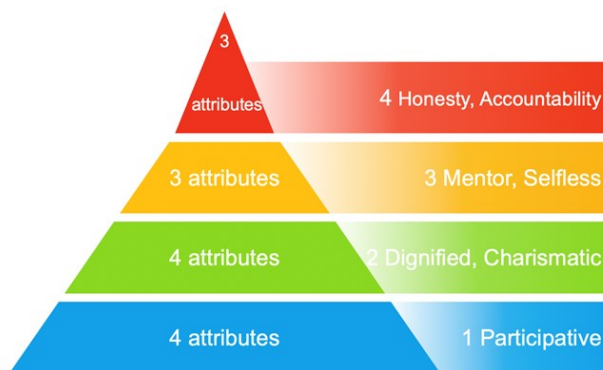 3
attributes
4 Honesty, Accountability
3 attributes
3 Mentor, Selfless
4 attributes
2 Dignified, Charismatic
4 attributes
1 Participative